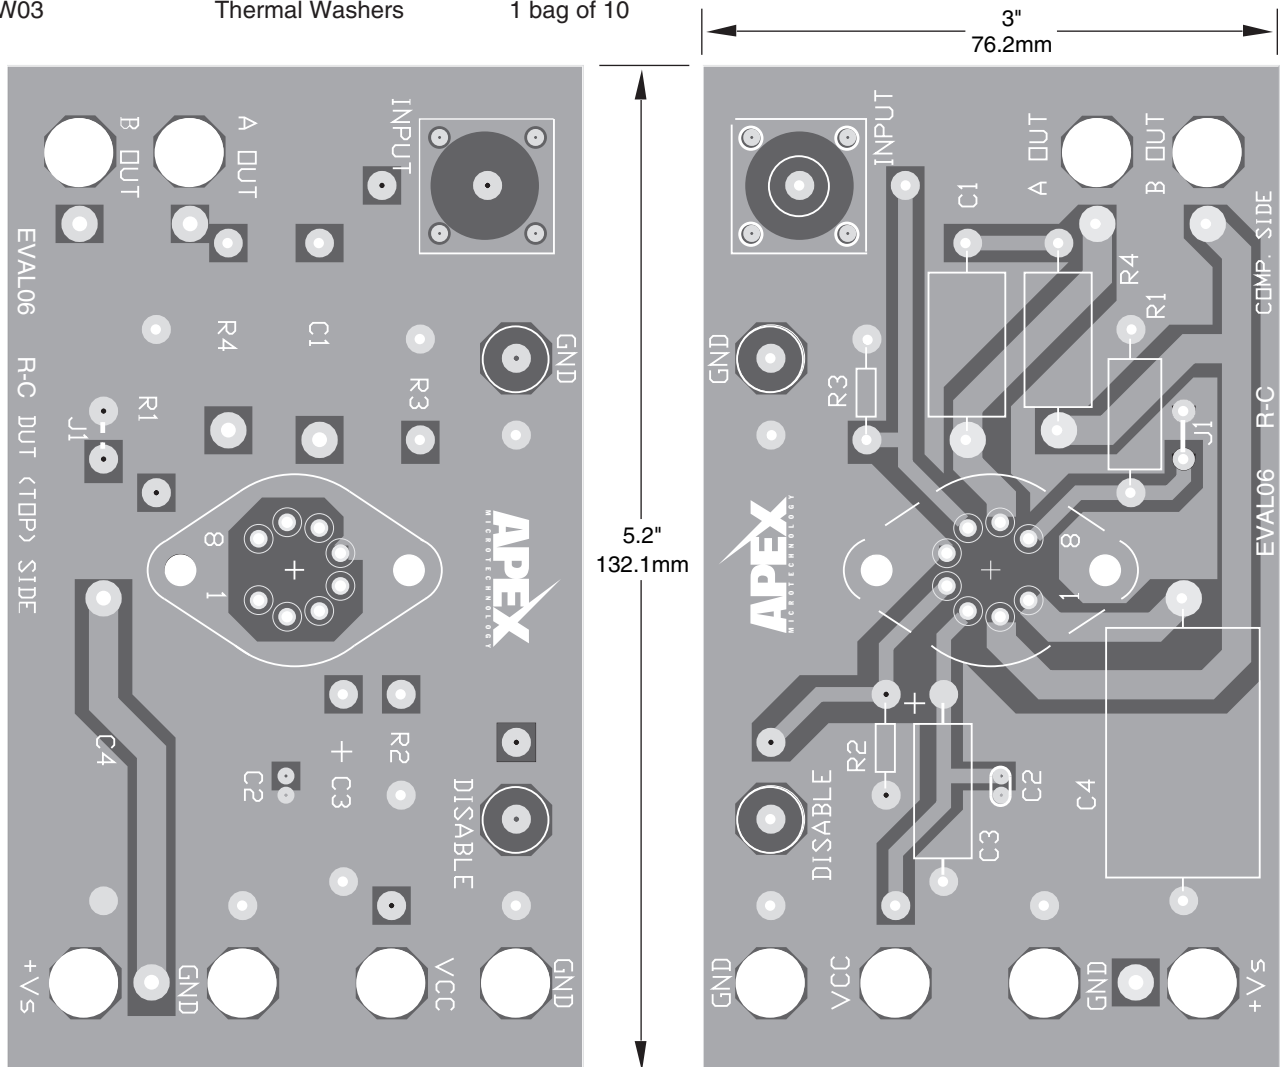 W03 Thermal Washers 1 bag of 10
3"
76.2mm
B OUT
A OUT
INPUT
EVAL06 R-C DUT (TOP) SIDE
R4
C1
GND
R3
R1
J1
8
1
APEX
MICROTECHNOLOGY
C4
C2
+
C3
R2
DISABLE
+Vs
GND
VCC
GND
5.2"
132.1mm
INPUT
C1
A OUT
B OUT
R4
R1
GND
R3
J1
EVAL06 R-C COMP. SIDE
APEX
MICROTECHNOLOGY
8
1
+
R2
C2
C3
C4
DISABLE
GND
VCC
GND
+Vs